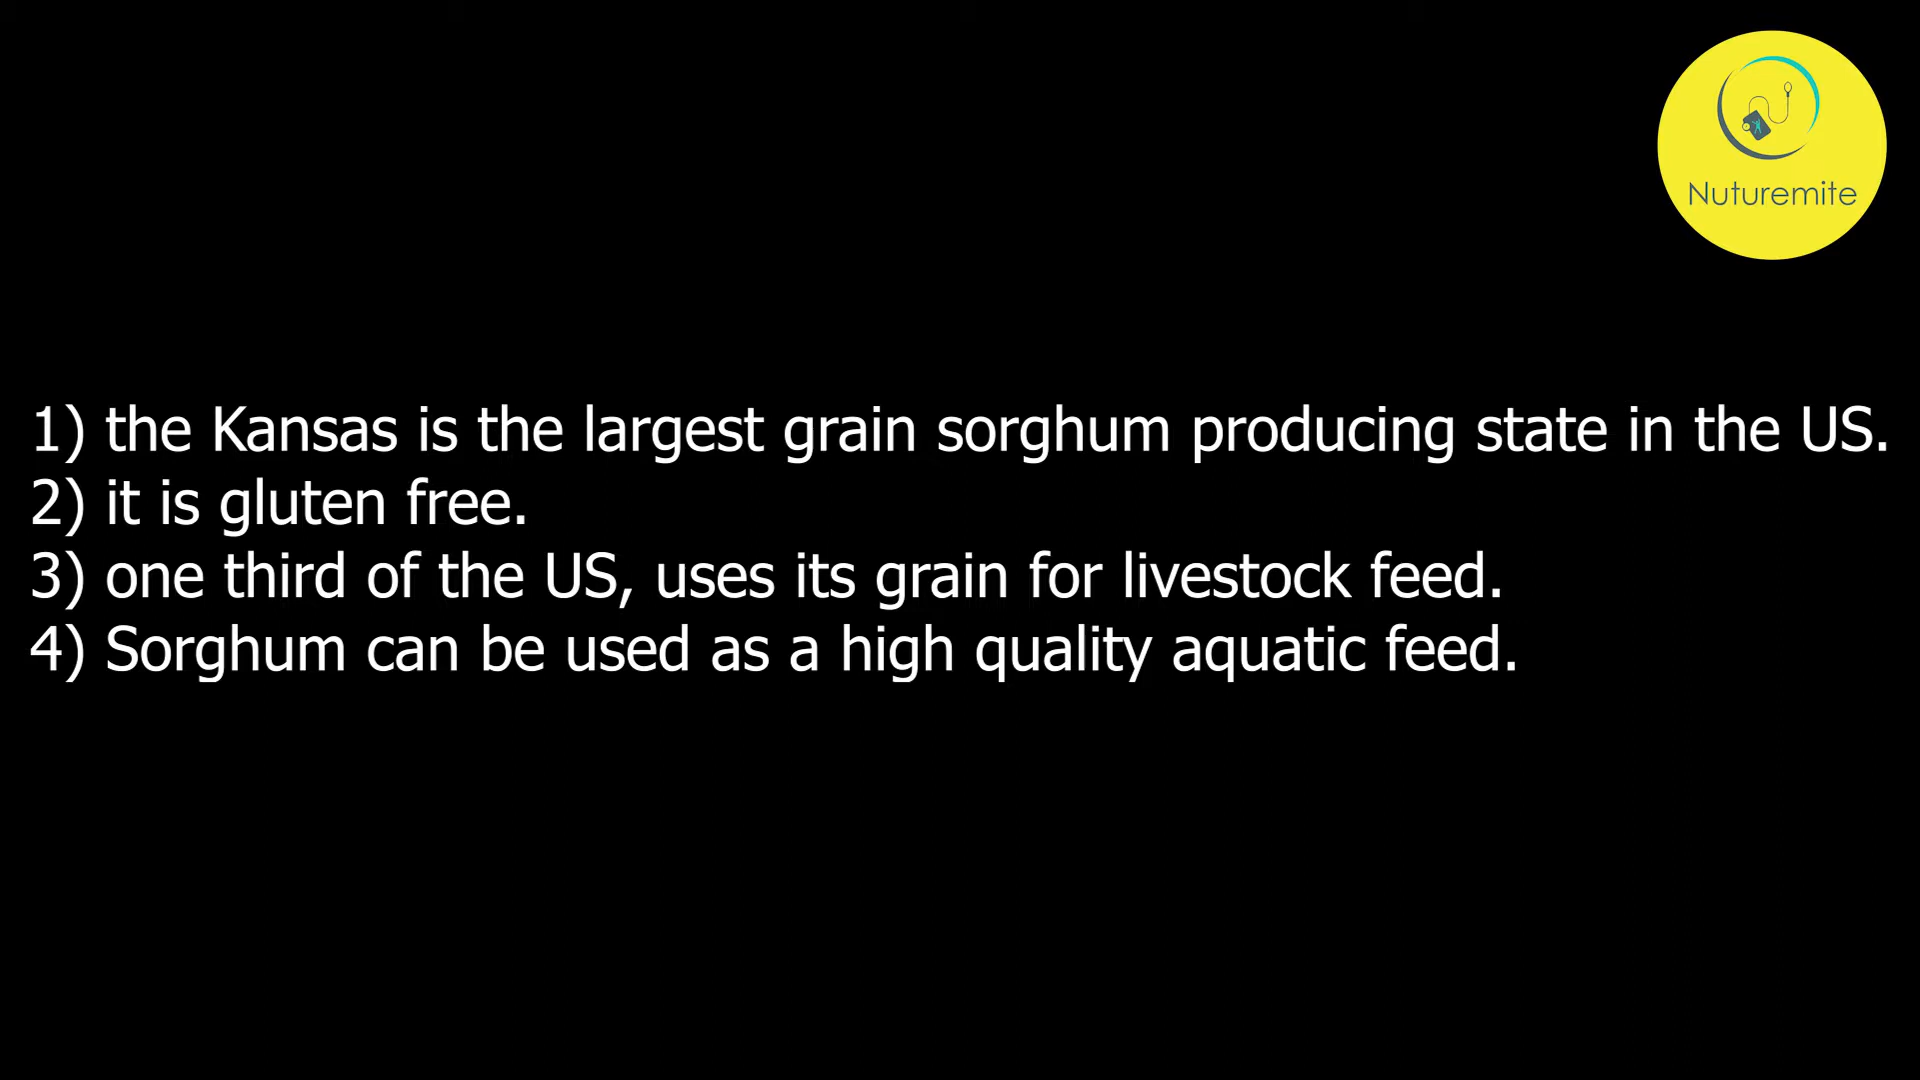 Nuturemite
1) the Kansas is the largest grain sorghum producing state in the US.
2) it is gluten free.
3) one third of the US, uses its grain for livestock feed.
4) Sorghum can be used as a high quality aquatic feed.